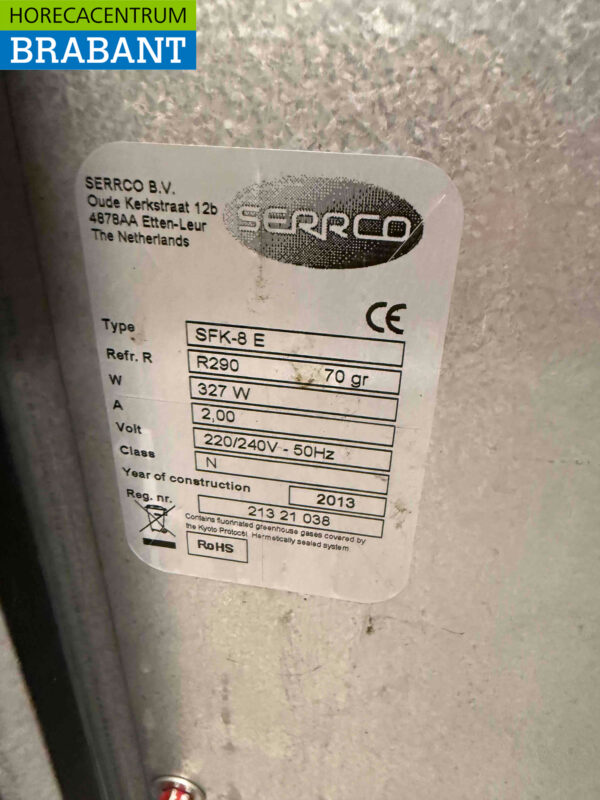 HORECACENTRUM
BRABANT
SERRCO B.V.
Oude Kerkstraat 12b
4878AA Etten-Leur
The Netherlands
SERRCO
CE
Type SFK-8 E
Refr. R R290 70 gr
W 327 W
A 2,00
Volt 220/240V - 50Hz
Class N
Year of construction 2013
Reg. nr. 213 21 038
Contains fluorinated greenhouse gases covered by
the Kyoto Protocol. Hermetically sealed system
RoHS